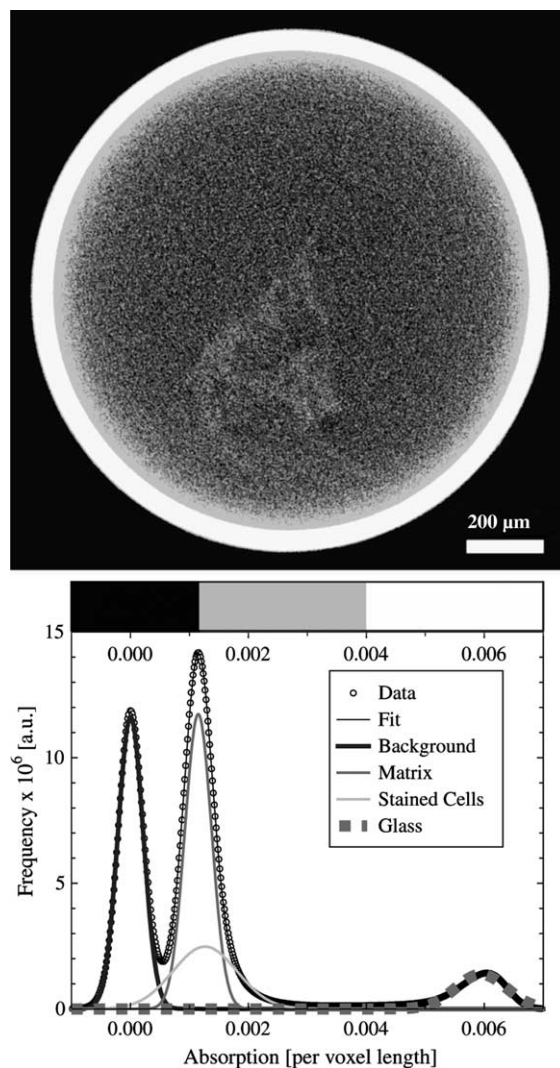 200 µm
0.000 0.002 0.004 0.006
15
10
5
0
Frequency x 10⁶ [a.u.]
Data
Fit
Background
Matrix
Stained Cells
Glass
0.000 0.002 0.004 0.006
Absorption [per voxel length]